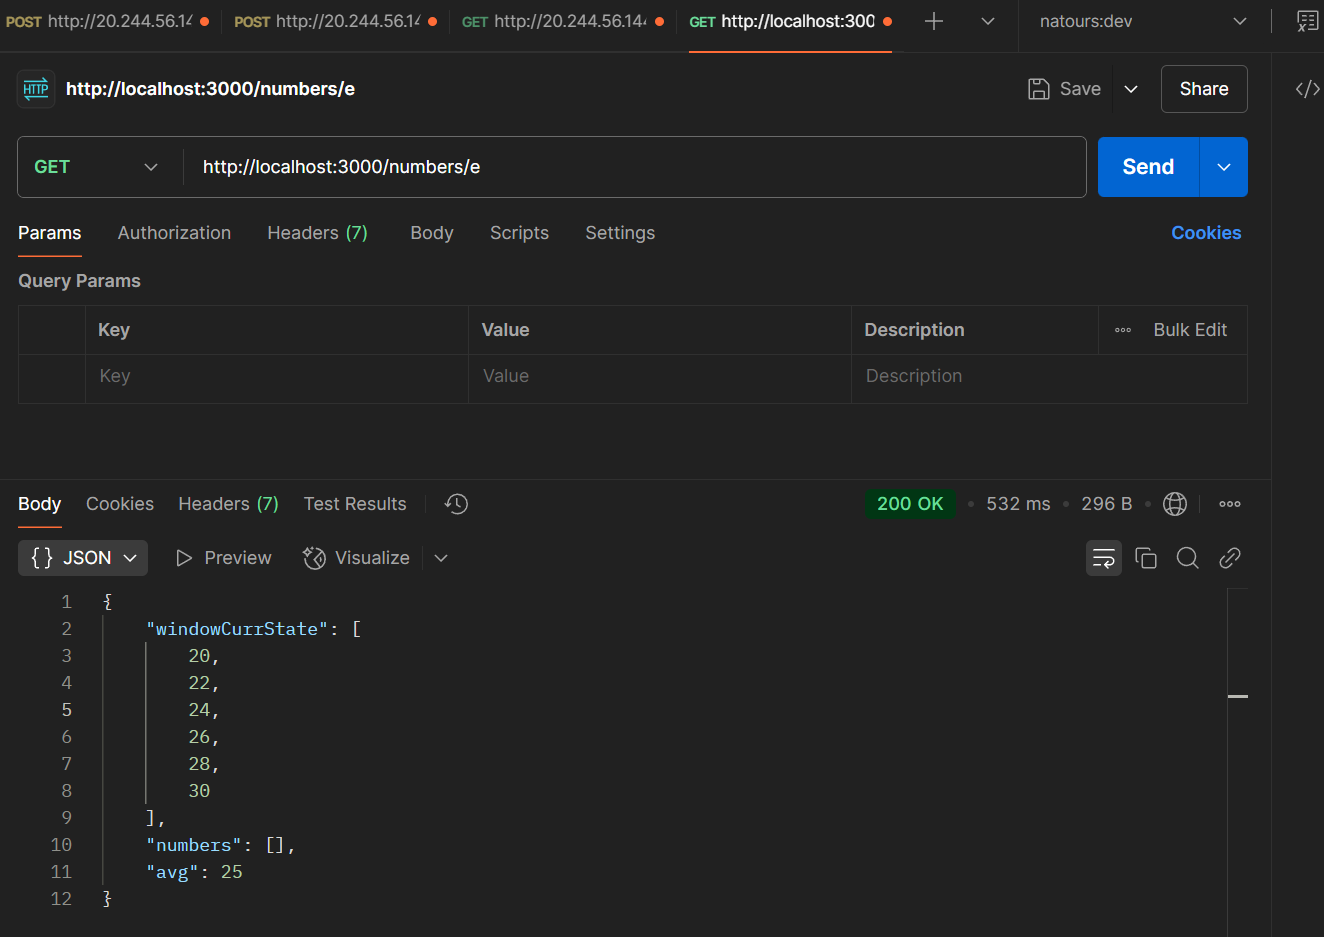 POST http://20.244.56.14 POST http://20.244.56.14 GET http://20.244.56.144 GET http://localhost:300 natours:dev
HTTP http://localhost:3000/numbers/e Save Share
GET http://localhost:3000/numbers/e Send
Params Authorization Headers (7) Body Scripts Settings Cookies
Query Params
Key Value Description Bulk Edit
Key Value Description
Body Cookies Headers (7) Test Results 200 OK 532 ms 296 B
{} JSON Preview Visualize
1 {
2 "windowCurrState": [
3 20,
4 22,
5 24,
6 26,
7 28,
8 30
9 ],
10 "numbers": [],
11 "avg": 25
12 }